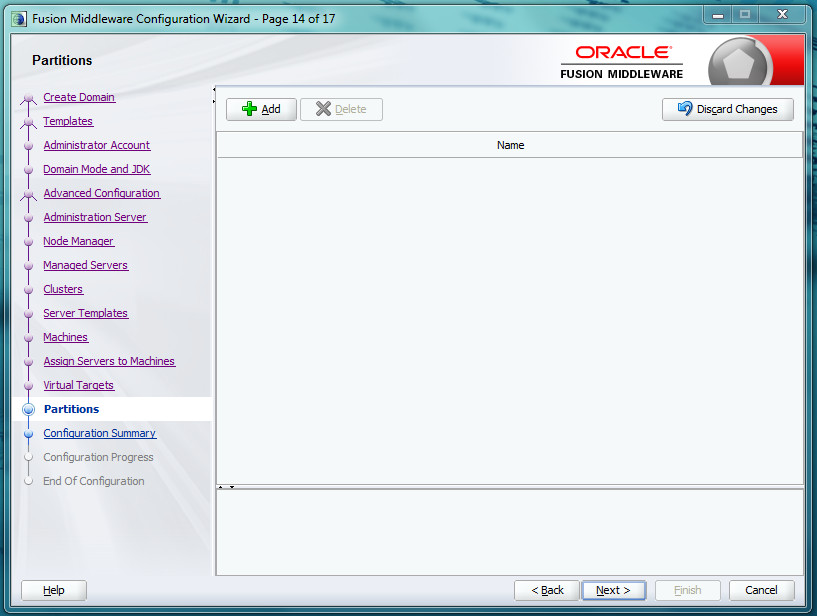 Fusion Middleware Configuration Wizard - Page 14 of 17
Partitions
ORACLE
FUSION MIDDLEWARE
Create Domain
Templates
Administrator Account
Domain Mode and JDK
Advanced Configuration
Administration Server
Node Manager
Managed Servers
Clusters
Server Templates
Machines
Assign Servers to Machines
Virtual Targets
Partitions
Configuration Summary
Configuration Progress
End Of Configuration
Add
Delete
Discard Changes
Name
Help
< Back
Next >
Finish
Cancel